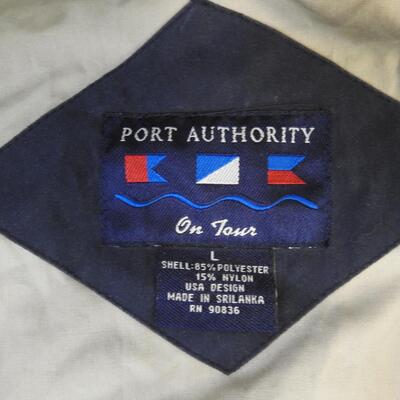 PORT AUTHORITY
On Tour
L
SHELL:85% POLYESTER
15% NYLON
USA DESIGN
MADE IN SRILANKA
RN 90836